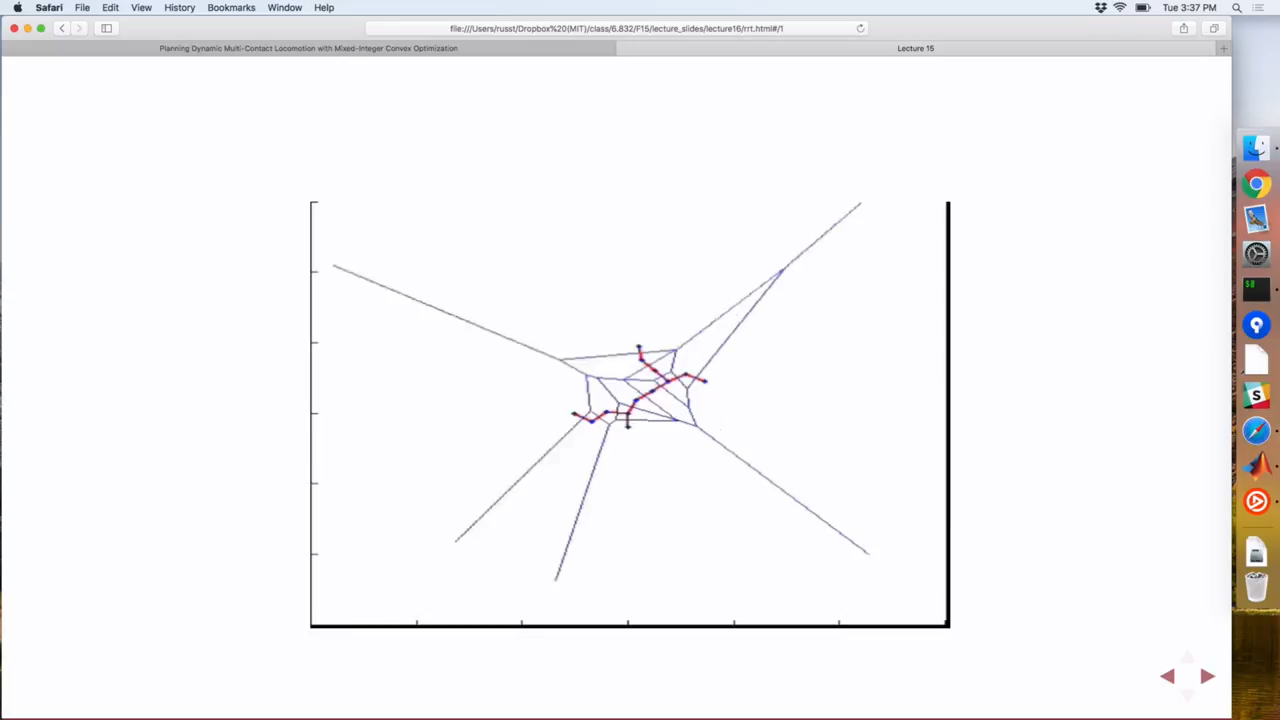 Safari File Edit View History Bookmarks Window Help Tue 3:37 PM
file:///Users/russt/Dropbox%20(MIT)/class/6.832/F15/lecture_slides/lecture16/rrt.html#/1
Planning Dynamic Multi-Contact Locomotion with Mixed-Integer Convex Optimization Lecture 15